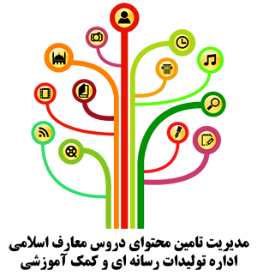 مدیریت تامین محتوای دروس معارف اسلامی
اداره تولیدات رسانه ای و کمک آموزشی